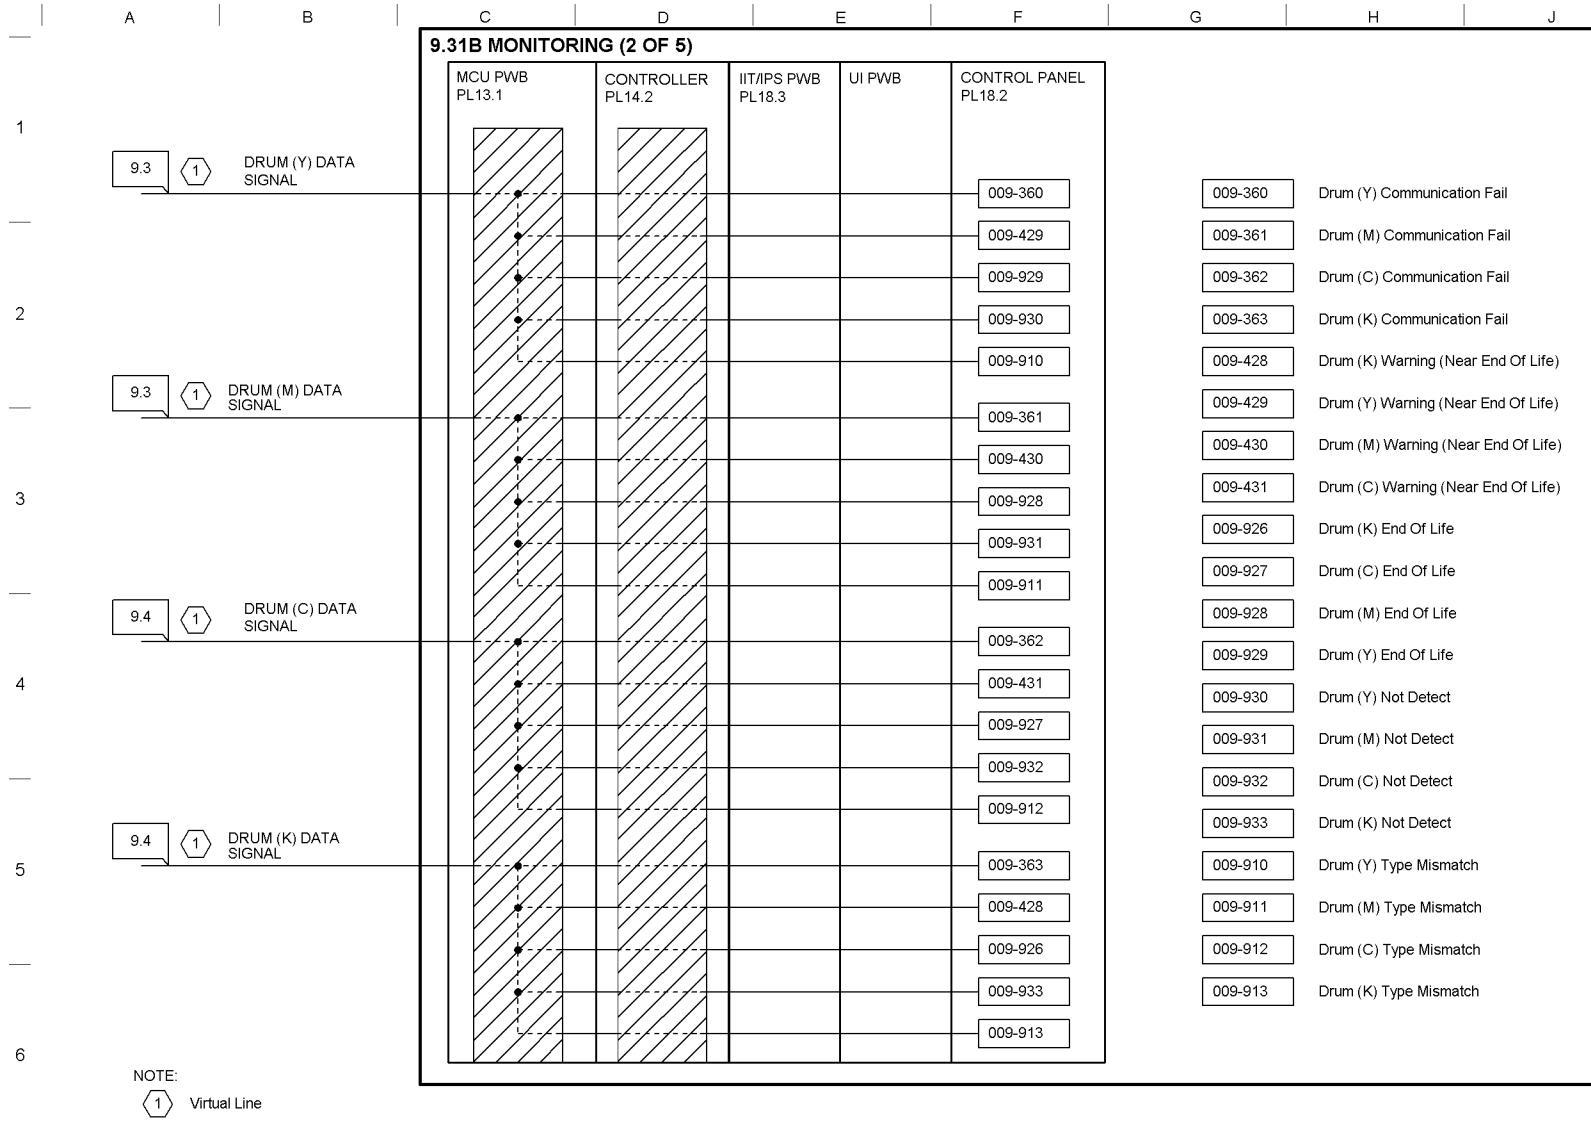 A B C D E F G H J
9.31B MONITORING (2 OF 5)
MCU PWB
PL13.1
CONTROLLER
PL14.2
IIT/IPS PWB
PL18.3
UI PWB
CONTROL PANEL
PL18.2
1
2
3
4
5
6
9.3
1
DRUM (Y) DATA
SIGNAL
9.3
1
DRUM (M) DATA
SIGNAL
9.4
1
DRUM (C) DATA
SIGNAL
9.4
1
DRUM (K) DATA
SIGNAL
009-360
009-429
009-929
009-930
009-910
009-361
009-430
009-928
009-931
009-911
009-362
009-431
009-927
009-932
009-912
009-363
009-428
009-926
009-933
009-913
009-360 Drum (Y) Communication Fail
009-361 Drum (M) Communication Fail
009-362 Drum (C) Communication Fail
009-363 Drum (K) Communication Fail
009-428 Drum (K) Warning (Near End Of Life)
009-429 Drum (Y) Warning (Near End Of Life)
009-430 Drum (M) Warning (Near End Of Life)
009-431 Drum (C) Warning (Near End Of Life)
009-926 Drum (K) End Of Life
009-927 Drum (C) End Of Life
009-928 Drum (M) End Of Life
009-929 Drum (Y) End Of Life
009-930 Drum (Y) Not Detect
009-931 Drum (M) Not Detect
009-932 Drum (C) Not Detect
009-933 Drum (K) Not Detect
009-910 Drum (Y) Type Mismatch
009-911 Drum (M) Type Mismatch
009-912 Drum (C) Type Mismatch
009-913 Drum (K) Type Mismatch
NOTE:
1 Virtual Line